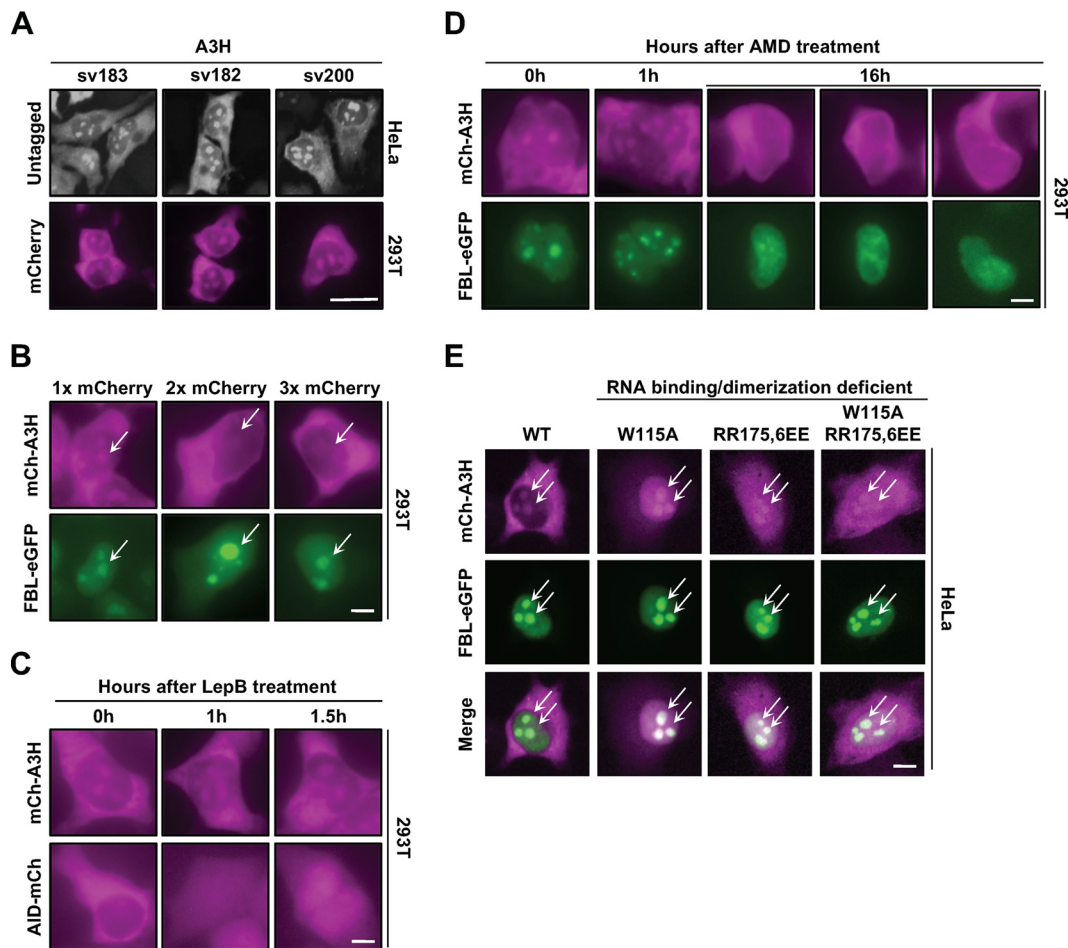 A
A3H
sv183 sv182 sv200
Untagged
HeLa
mCherry
293T
B
1x mCherry 2x mCherry 3x mCherry
mCh-A3H
FBL-eGFP
293T
C
Hours after LepB treatment
0h 1h 1.5h
mCh-A3H
AID-mCh
293T
D
Hours after AMD treatment
0h 1h 16h
mCh-A3H
FBL-eGFP
293T
E
RNA binding/dimerization deficient
WT W115A RR175,6EE W115A
RR175,6EE
mCh-A3H
FBL-eGFP
Merge
HeLa